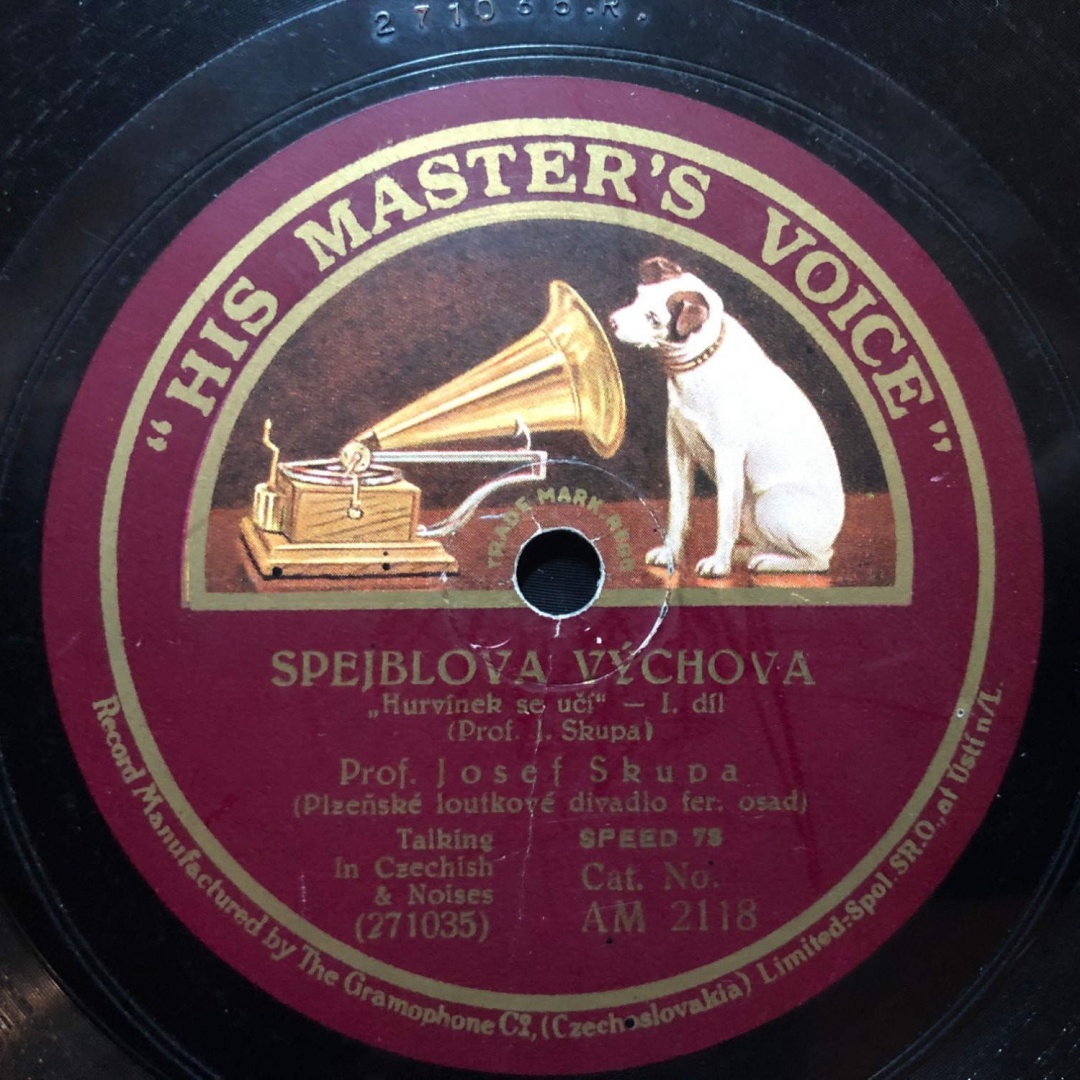 271035.R.
“HIS MASTER'S VOICE”
TRADE MARK REGD
SPEJBLOVA VÝCHOVA
„Hurvínek se učí“ — I. díl
(Prof. J. Skupa)
Prof. Josef Skupa
(Plzeňské loutkové divadlo fer. osad)
Talking
In Czechish
& Noises
(271035)
SPEED 78
Cat. No.
AM 2118
Record Manufactured by The Gramophone Co., (Czechoslovakia) Limited-Spol. SR.O., at Ústí n/L